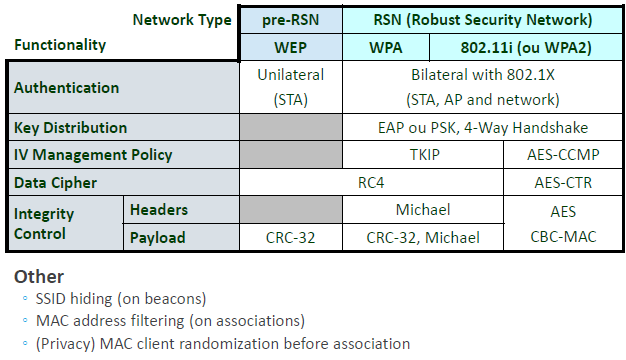 Network Type pre-RSN RSN (Robust Security Network)
Functionality WEP WPA 802.11i (ou WPA2)
Authentication Unilateral (STA) Bilateral with 802.1X (STA, AP and network)
Key Distribution EAP ou PSK, 4-Way Handshake
IV Management Policy TKIP AES-CCMP
Data Cipher RC4 AES-CTR
Integrity Control Headers Michael AES CBC-MAC
Payload CRC-32 CRC-32, Michael
Other
◦ SSID hiding (on beacons)
◦ MAC address filtering (on associations)
◦ (Privacy) MAC client randomization before association